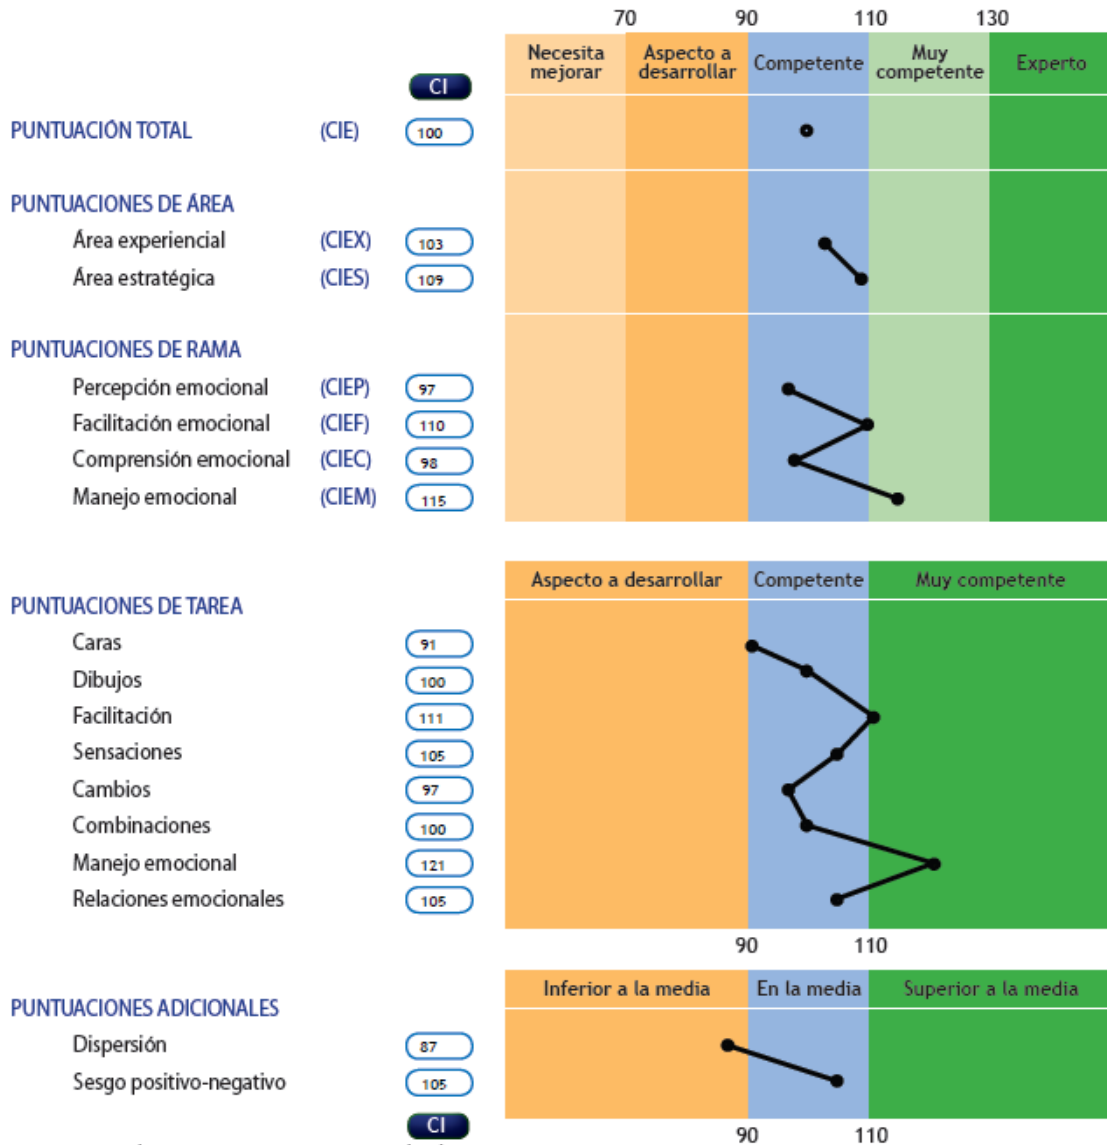 70 90 110 130
Necesita mejorar Aspecto a desarrollar Competente Muy competente Experto
CI
PUNTUACIÓN TOTAL (CIE) 100
PUNTUACIONES DE ÁREA
Área experiencial (CIEX) 103
Área estratégica (CIES) 109
PUNTUACIONES DE RAMA
Percepción emocional (CIEP) 97
Facilitación emocional (CIEF) 110
Comprensión emocional (CIEC) 98
Manejo emocional (CIEM) 115
Aspecto a desarrollar Competente Muy competente
PUNTUACIONES DE TAREA
Caras 91
Dibujos 100
Facilitación 111
Sensaciones 105
Cambios 97
Combinaciones 100
Manejo emocional 121
Relaciones emocionales 105
90 110
Inferior a la media En la media Superior a la media
PUNTUACIONES ADICIONALES
Dispersión 87
Sesgo positivo-negativo 105
CI
90 110